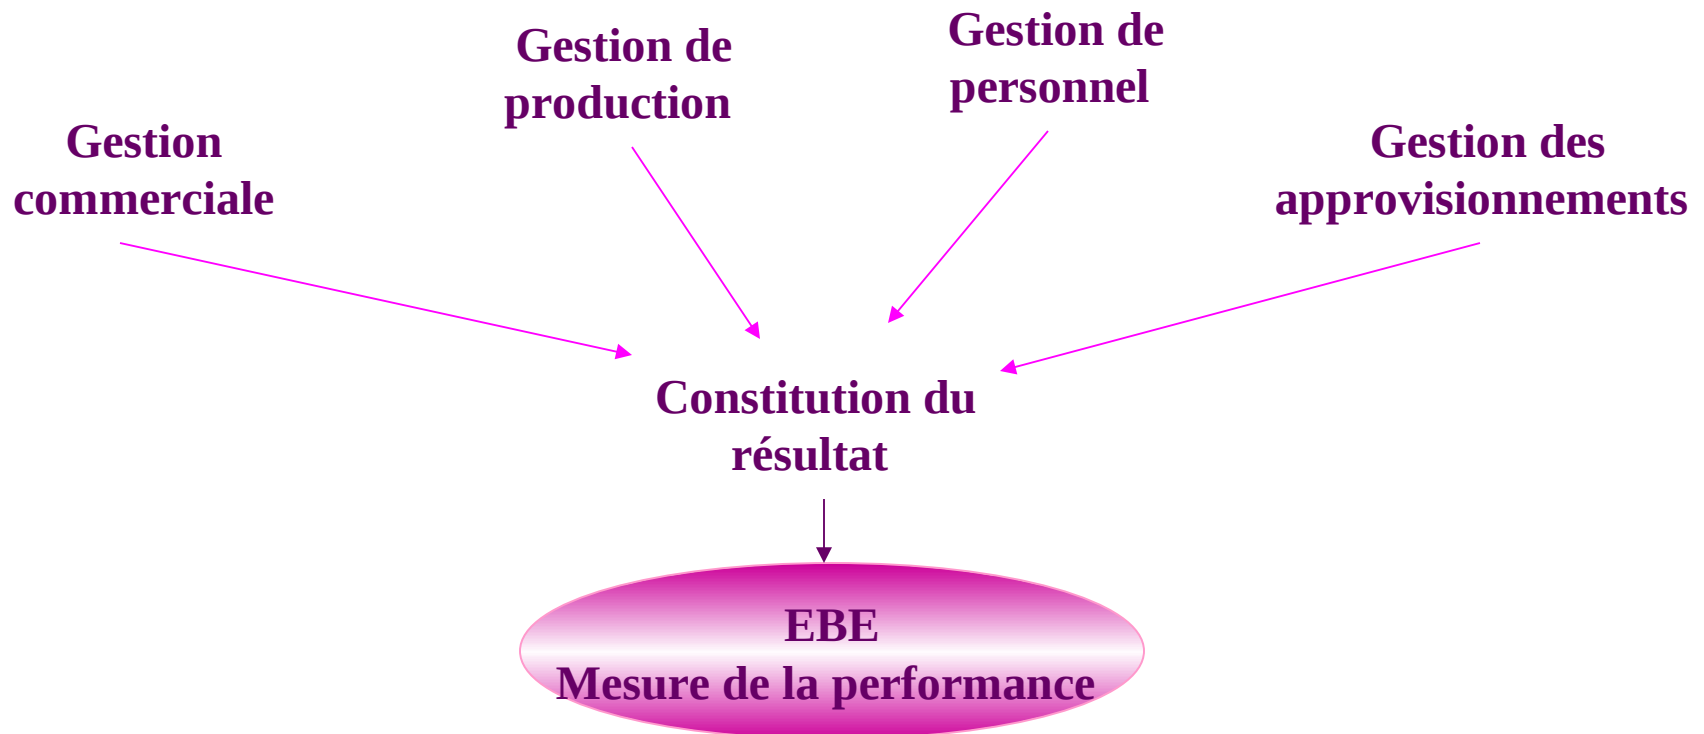 Gestion
commerciale
Gestion de
production
Gestion de
personnel
Gestion des
approvisionnements
Constitution du
résultat
EBE
Mesure de la performance